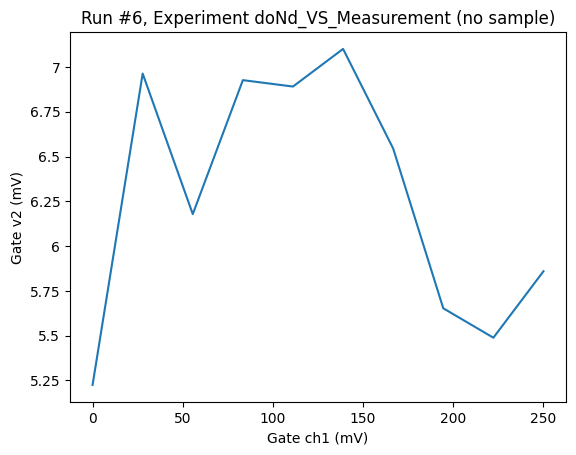 Run #6, Experiment doNd_VS_Measurement (no sample)
Gate v2 (mV)
7
6.75
6.5
6.25
6
5.75
5.5
5.25
0 50 100 150 200 250
Gate ch1 (mV)